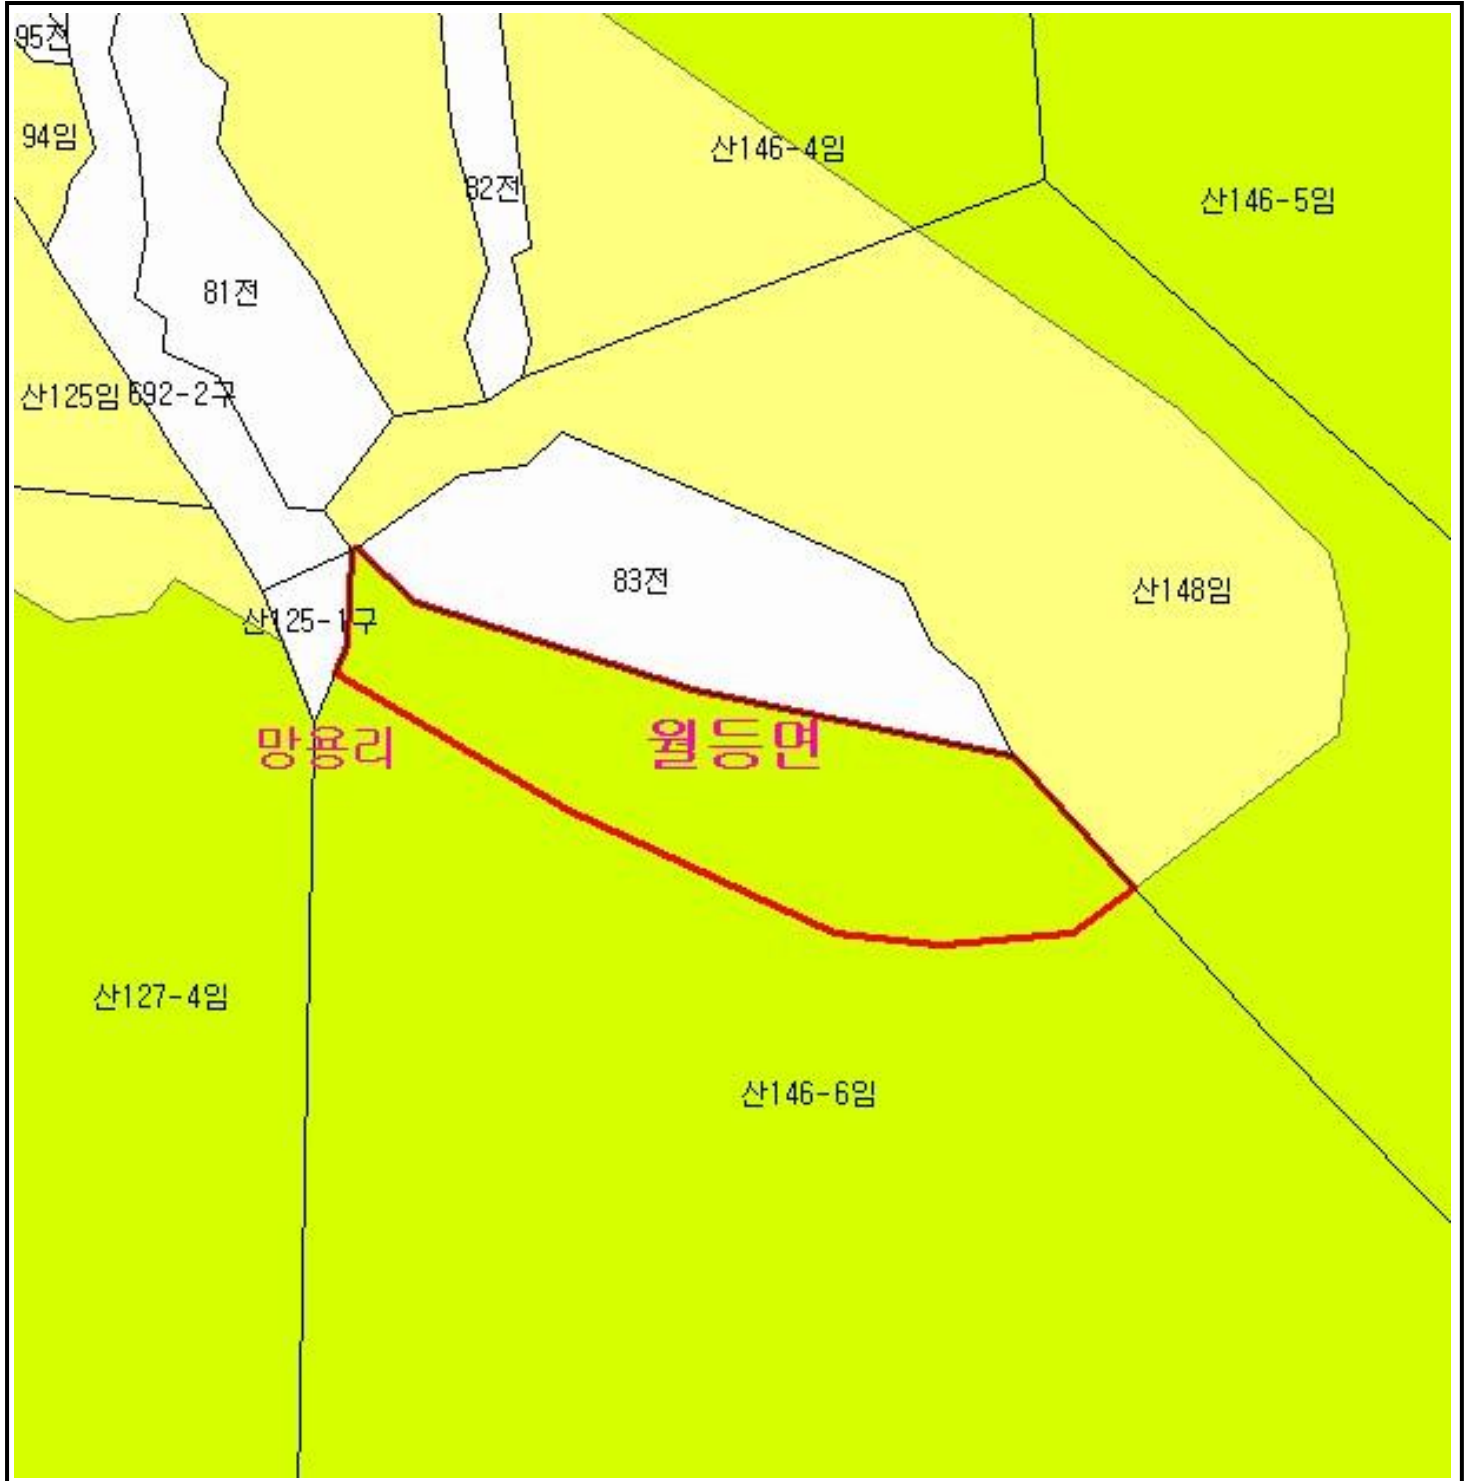 95전
94임
산146-4임
82전
산146-5임
81전
산125임
692-2구
83전
산148임
산125-1구
망용리
월등면
산127-4임
산146-6임